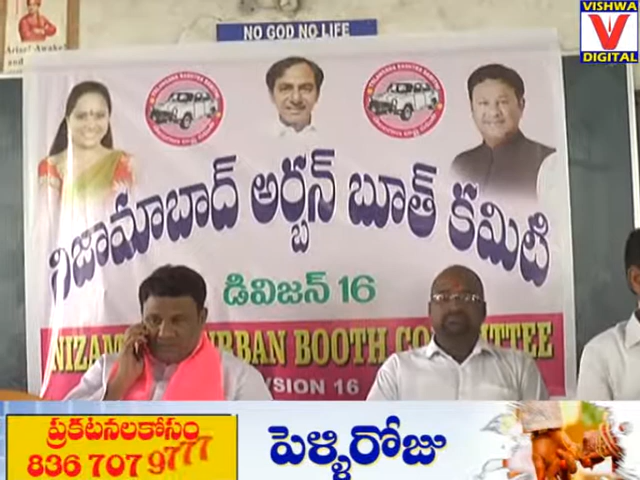 VISHWA
V
DIGITAL
NO GOD NO LIFE
నిజామాబాద్ అర్బన్ బూత్ కమిటి
డివిజన్ 16
URBAN BOOTH COMMITTEE
16
ప్రకటనలకోసం
836 707 9777
పెళ్ళిరోజు